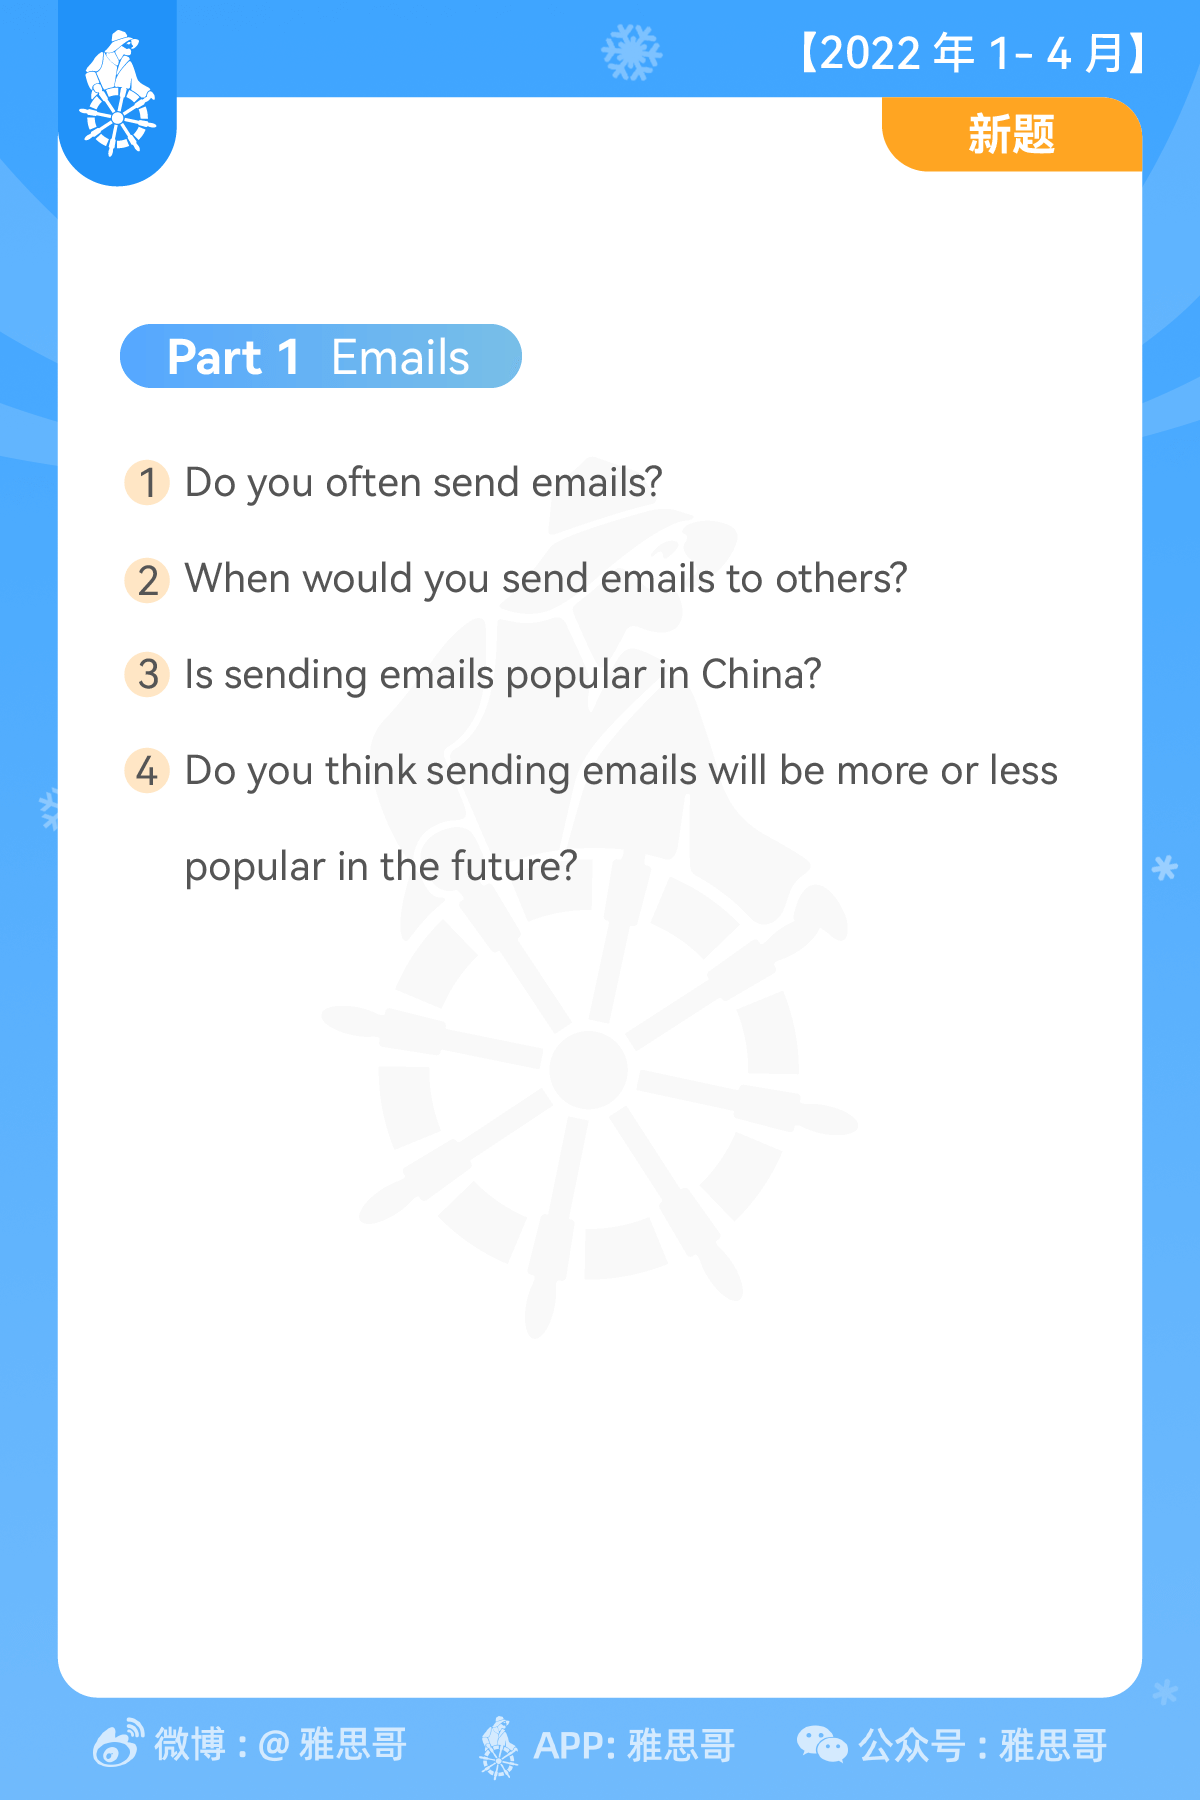 【2022 年 1- 4 月】
新题
Part 1 Emails
1 Do you often send emails?
2 When would you send emails to others?
3 Is sending emails popular in China?
4 Do you think sending emails will be more or less
popular in the future?
微博：@ 雅思哥 APP: 雅思哥 公众号：雅思哥